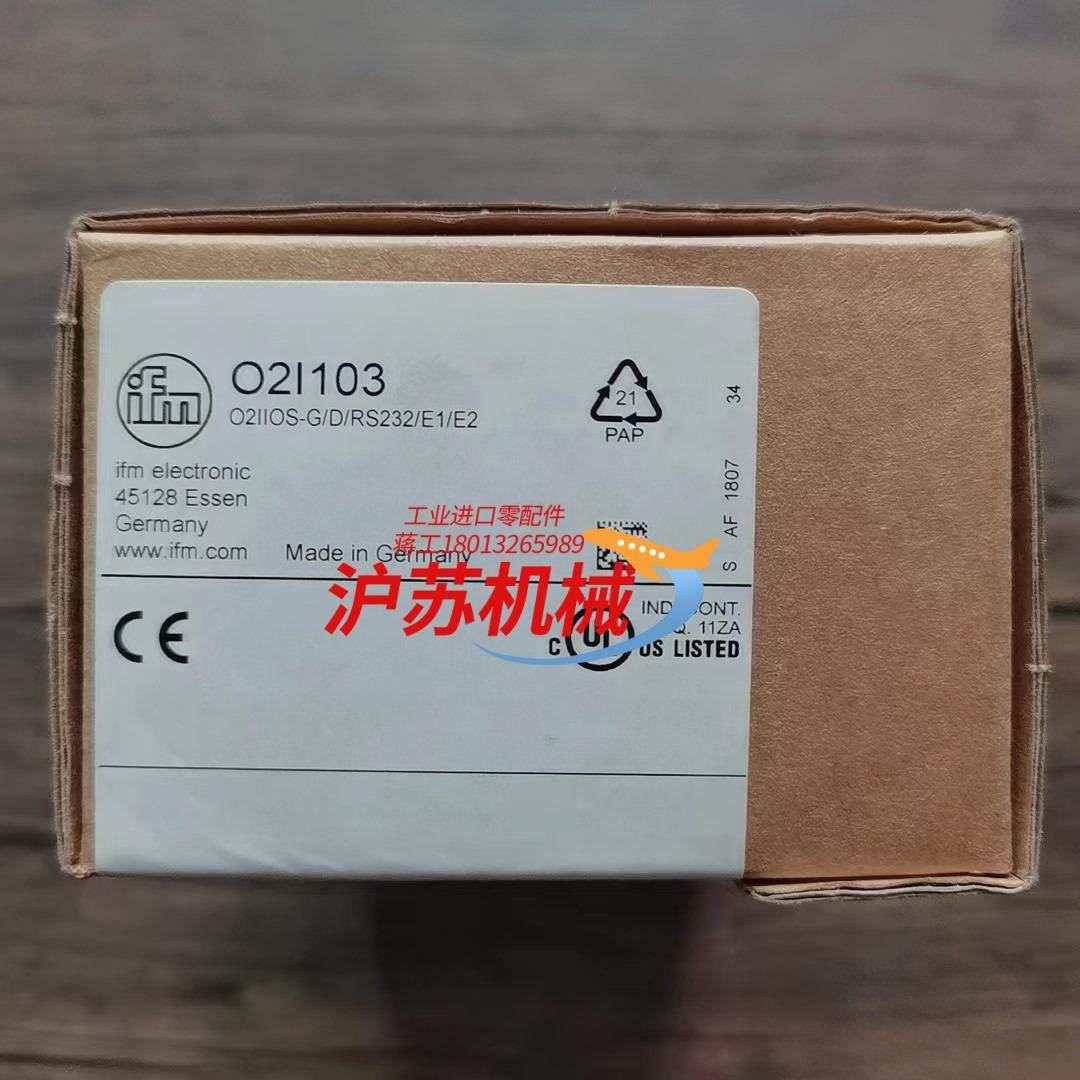 ifm
O2I103
O2IIOS-G/D/RS232/E1/E2
21
PAP
ifm electronic
45128 Essen
Germany
www.ifm.com
Made in Germany
S AF 1807 34
工业进口零配件
蒋工18013265989
沪苏机械
CE
IND. CONT.
Q. 11ZA
C UL US LISTED